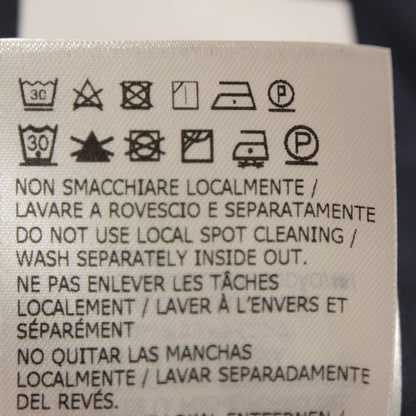 30 P
30 P
NON SMACCHIARE LOCALMENTE /
LAVARE A ROVESCIO E SEPARATAMENTE
DO NOT USE LOCAL SPOT CLEANING /
WASH SEPARATELY INSIDE OUT.
NE PAS ENLEVER LES TÂCHES
LOCALEMENT / LAVER À L'ENVERS ET
SÉPARÉMENT
NO QUITAR LAS MANCHAS
LOCALMENTE / LAVAR SEPARADAMENTE
DEL REVÉS.